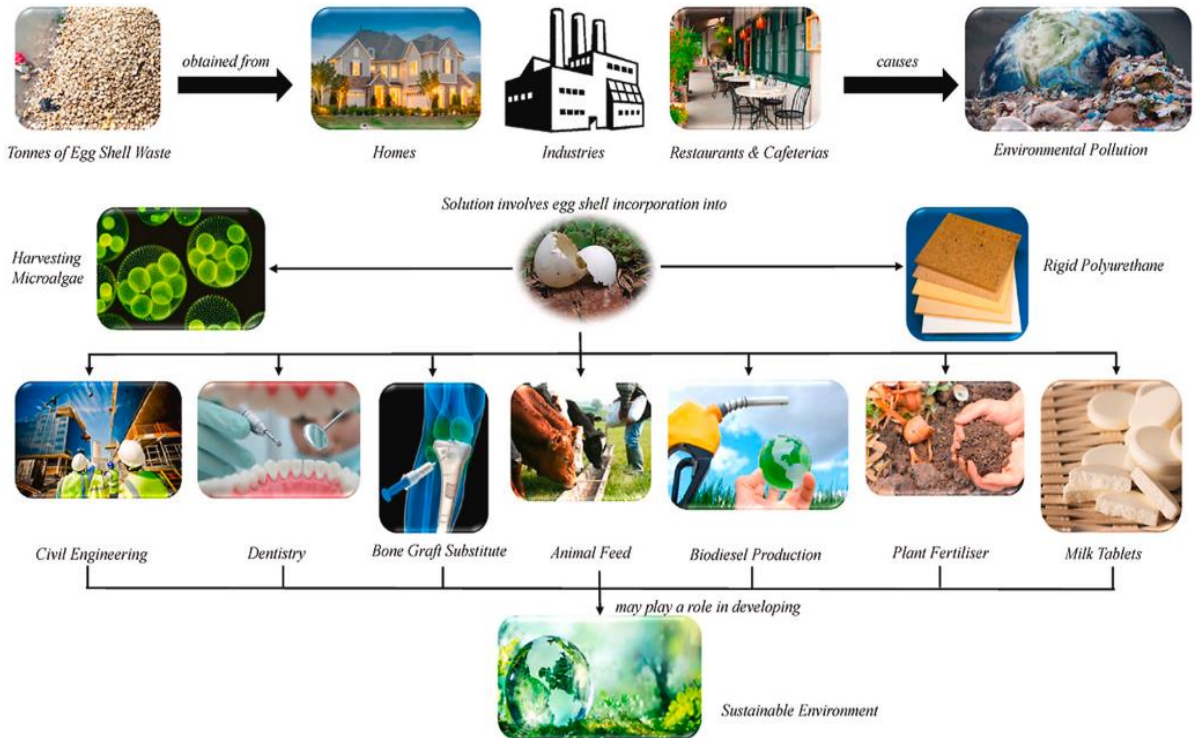 obtained from
causes
Tonnes of Egg Shell Waste
Homes
Industries
Restaurants & Cafeterias
Environmental Pollution
Solution involves egg shell incorporation into
Harvesting
Microalgae
Rigid Polyurethane
Civil Engineering
Dentistry
Bone Graft Substitute
Animal Feed
Biodiesel Production
Plant Fertiliser
Milk Tablets
may play a role in developing
Sustainable Environment